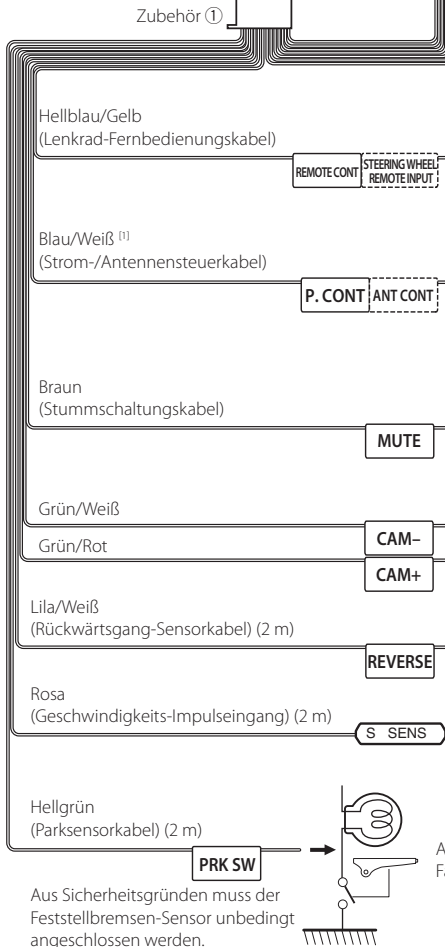 Zubehör ①
Hellblau/Gelb
(Lenkrad-Fernbedienungskabel)
REMOTE CONT
STEERING WHEEL
REMOTE INPUT
Blau/Weiß [1]
(Strom-/Antennensteuerkabel)
P. CONT
ANT CONT
Braun
(Stummschaltungskabel)
MUTE
Grün/Weiß
CAM–
Grün/Rot
CAM+
Lila/Weiß
(Rückwärtsgang-Sensorkabel) (2 m)
REVERSE
Rosa
(Geschwindigkeits-Impulseingang) (2 m)
S SENS
Hellgrün
(Parksensorkabel) (2 m)
PRK SW
Aus Sicherheitsgründen muss der
Feststellbremsen-Sensor unbedingt
angeschlossen werden.